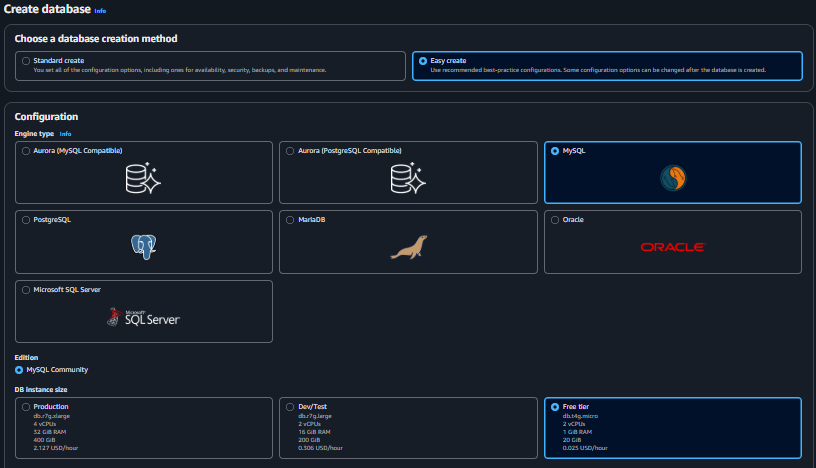 Create database Info
Choose a database creation method
Standard create
You set all of the configuration options, including ones for availability, security, backups, and maintenance.
Easy create
Use recommended best-practice configurations. Some configuration options can be changed after the database is created.
Configuration
Engine type Info
Aurora (MySQL Compatible)
Aurora (PostgreSQL Compatible)
MySQL
PostgreSQL
MariaDB
Oracle
ORACLE
Microsoft SQL Server
Microsoft
SQL Server
Edition
MySQL Community
DB instance size
Production
db.r7g.xlarge
4 vCPUs
32 GiB RAM
400 GiB
2.127 USD/hour
Dev/Test
db.r7g.large
2 vCPUs
16 GiB RAM
200 GiB
0.306 USD/hour
Free tier
db.t4g.micro
2 vCPUs
1 GiB RAM
20 GiB
0.025 USD/hour